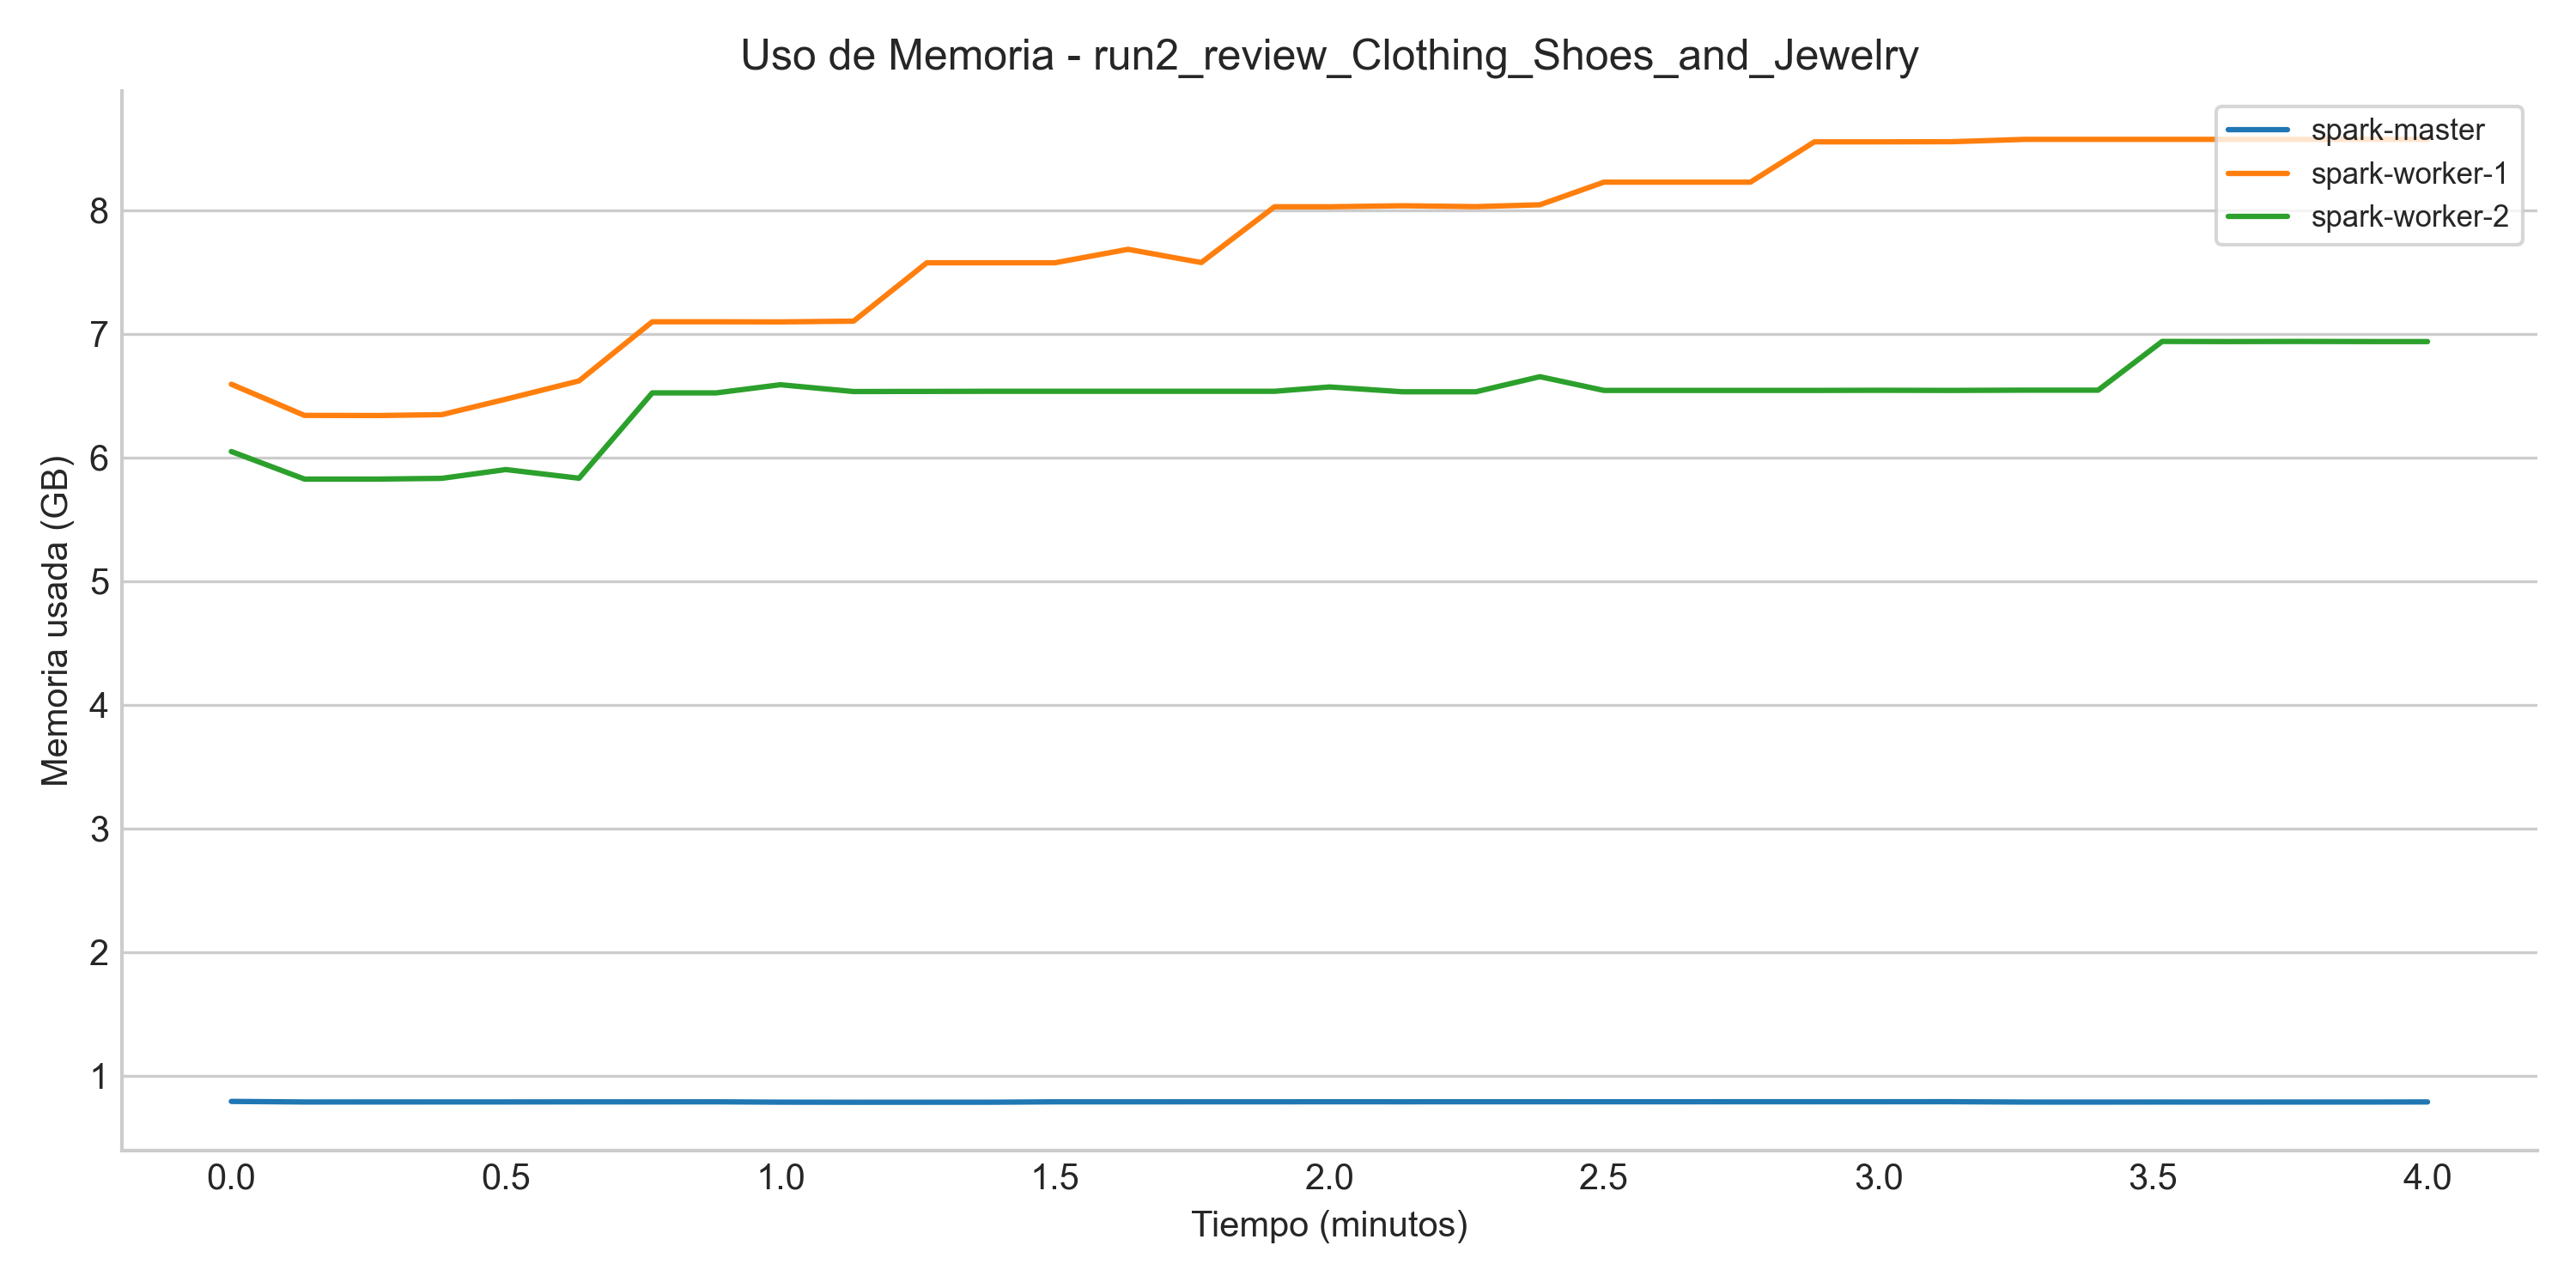 Uso de Memoria - run2_review_Clothing_Shoes_and_Jewelry
spark-master
spark-worker-1
spark-worker-2
Memoria usada (GB)
8
7
6
5
4
3
2
1
0.0 0.5 1.0 1.5 2.0 2.5 3.0 3.5 4.0
Tiempo (minutos)